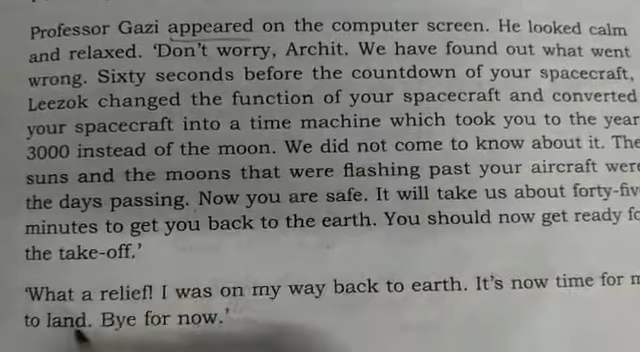 Professor Gazi appeared on the computer screen. He looked calm
and relaxed. 'Don't worry, Archit. We have found out what went
wrong. Sixty seconds before the countdown of your spacecraft,
Leezok changed the function of your spacecraft and converted
your spacecraft into a time machine which took you to the year
3000 instead of the moon. We did not come to know about it. The
suns and the moons that were flashing past your aircraft were
the days passing. Now you are safe. It will take us about forty-fiv
minutes to get you back to the earth. You should now get ready fo
the take-off.'
'What a relief! I was on my way back to earth. It's now time for m
to land. Bye for now.'